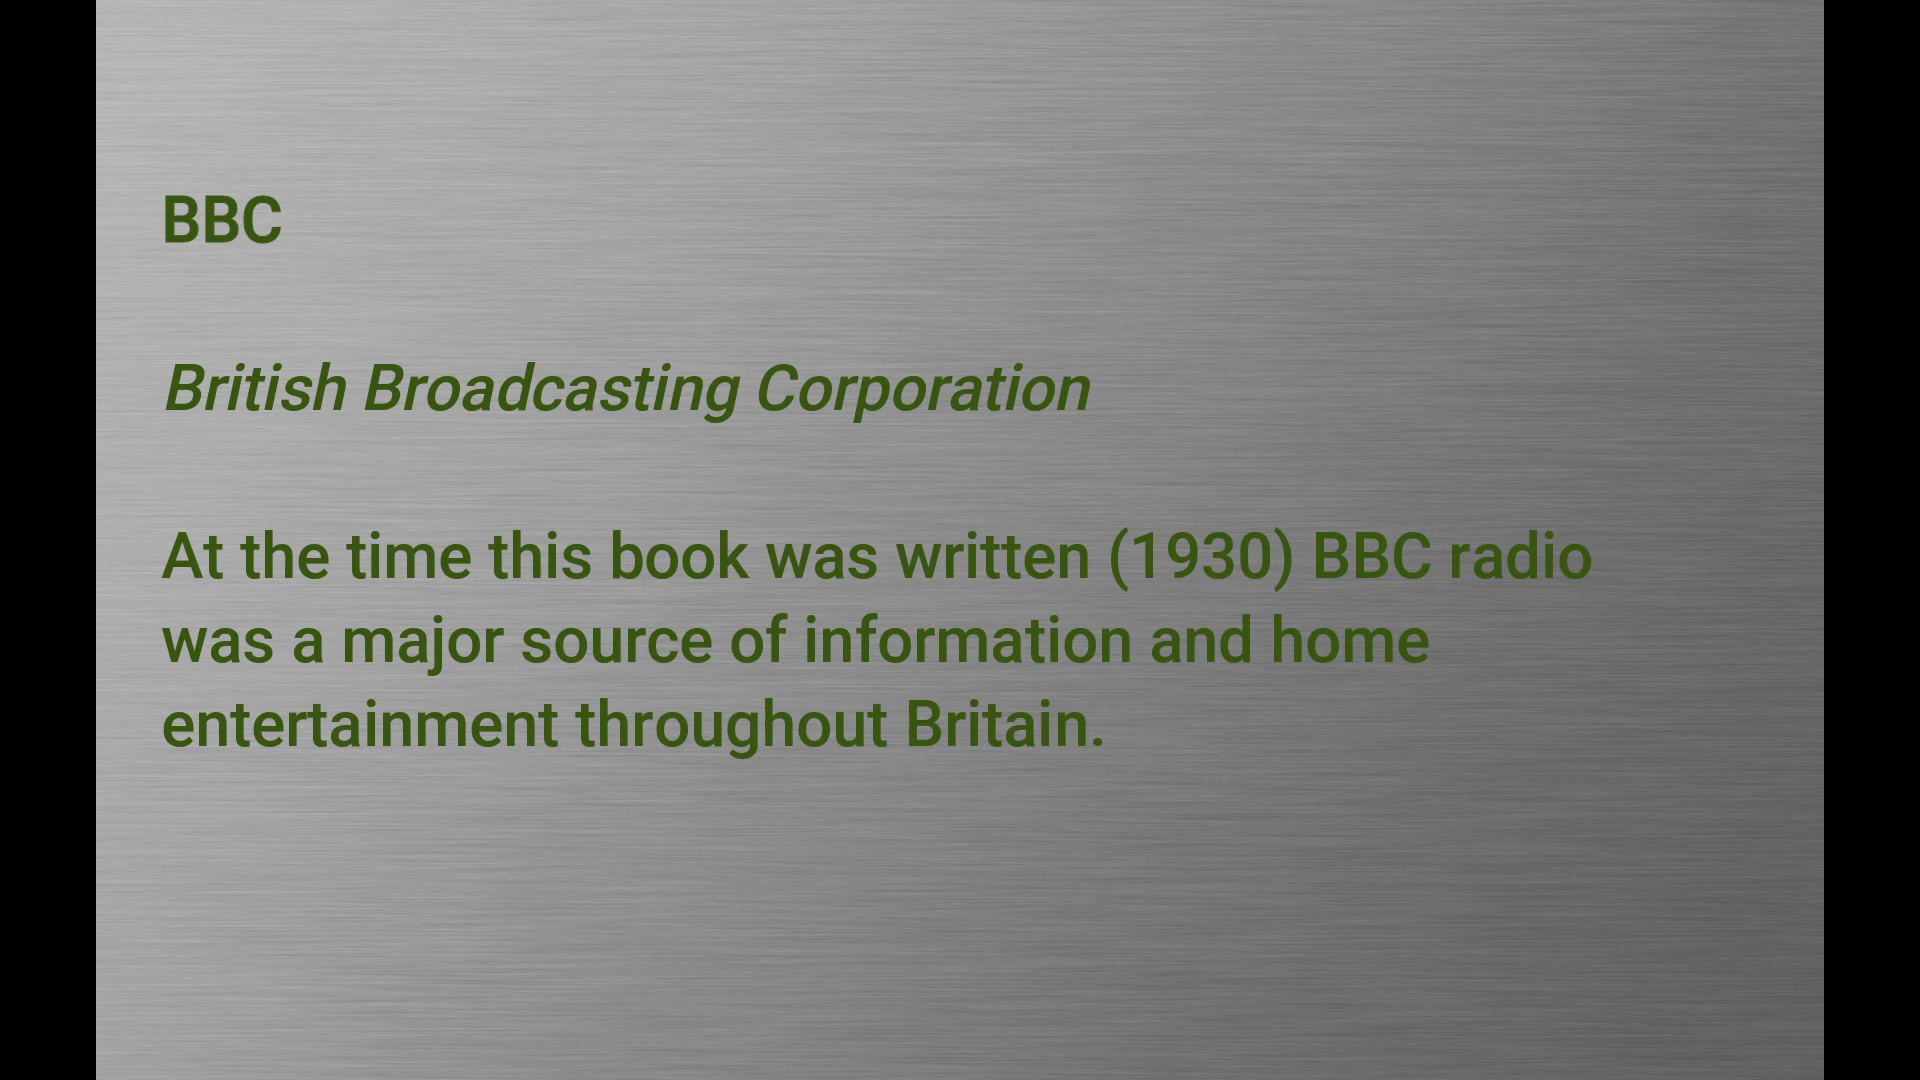 BBC
British Broadcasting Corporation
At the time this book was written (1930) BBC radio
was a major source of information and home
entertainment throughout Britain.